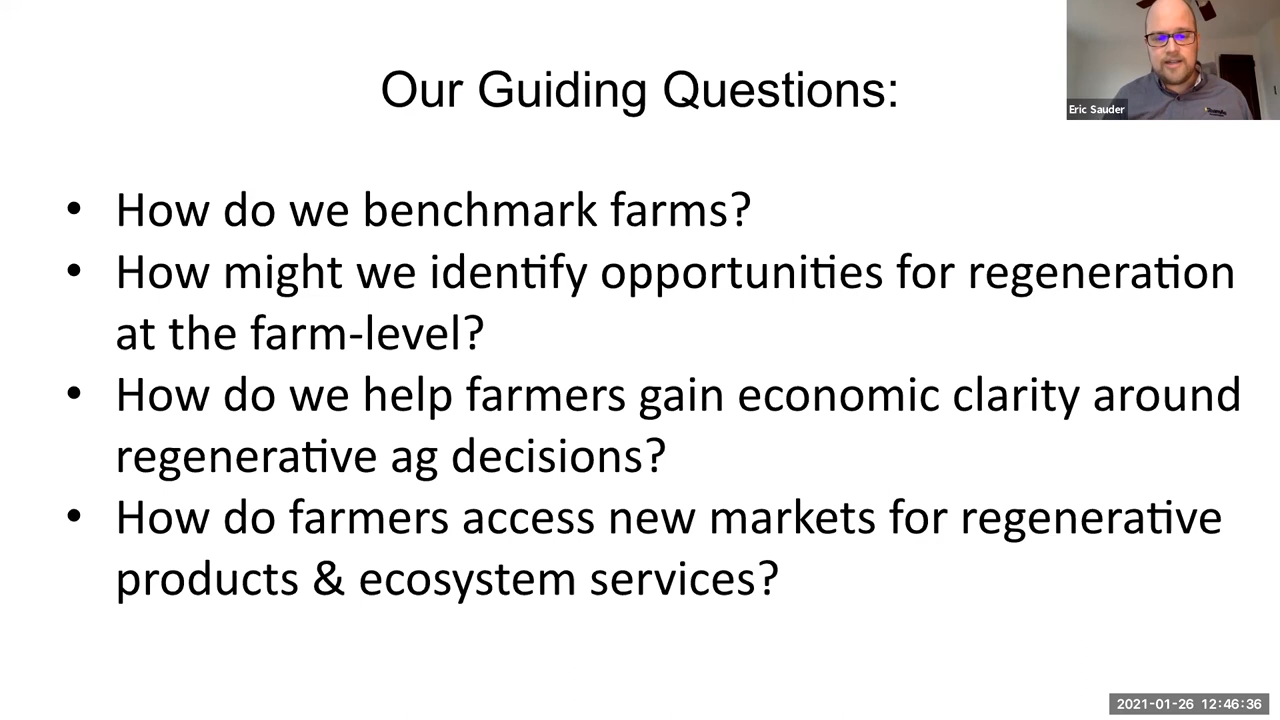 Our Guiding Questions:
Eric Sauder
• How do we benchmark farms?
• How might we identify opportunities for regeneration
at the farm-level?
• How do we help farmers gain economic clarity around
regenerative ag decisions?
• How do farmers access new markets for regenerative
products & ecosystem services?
2021-01-26 12:46:36